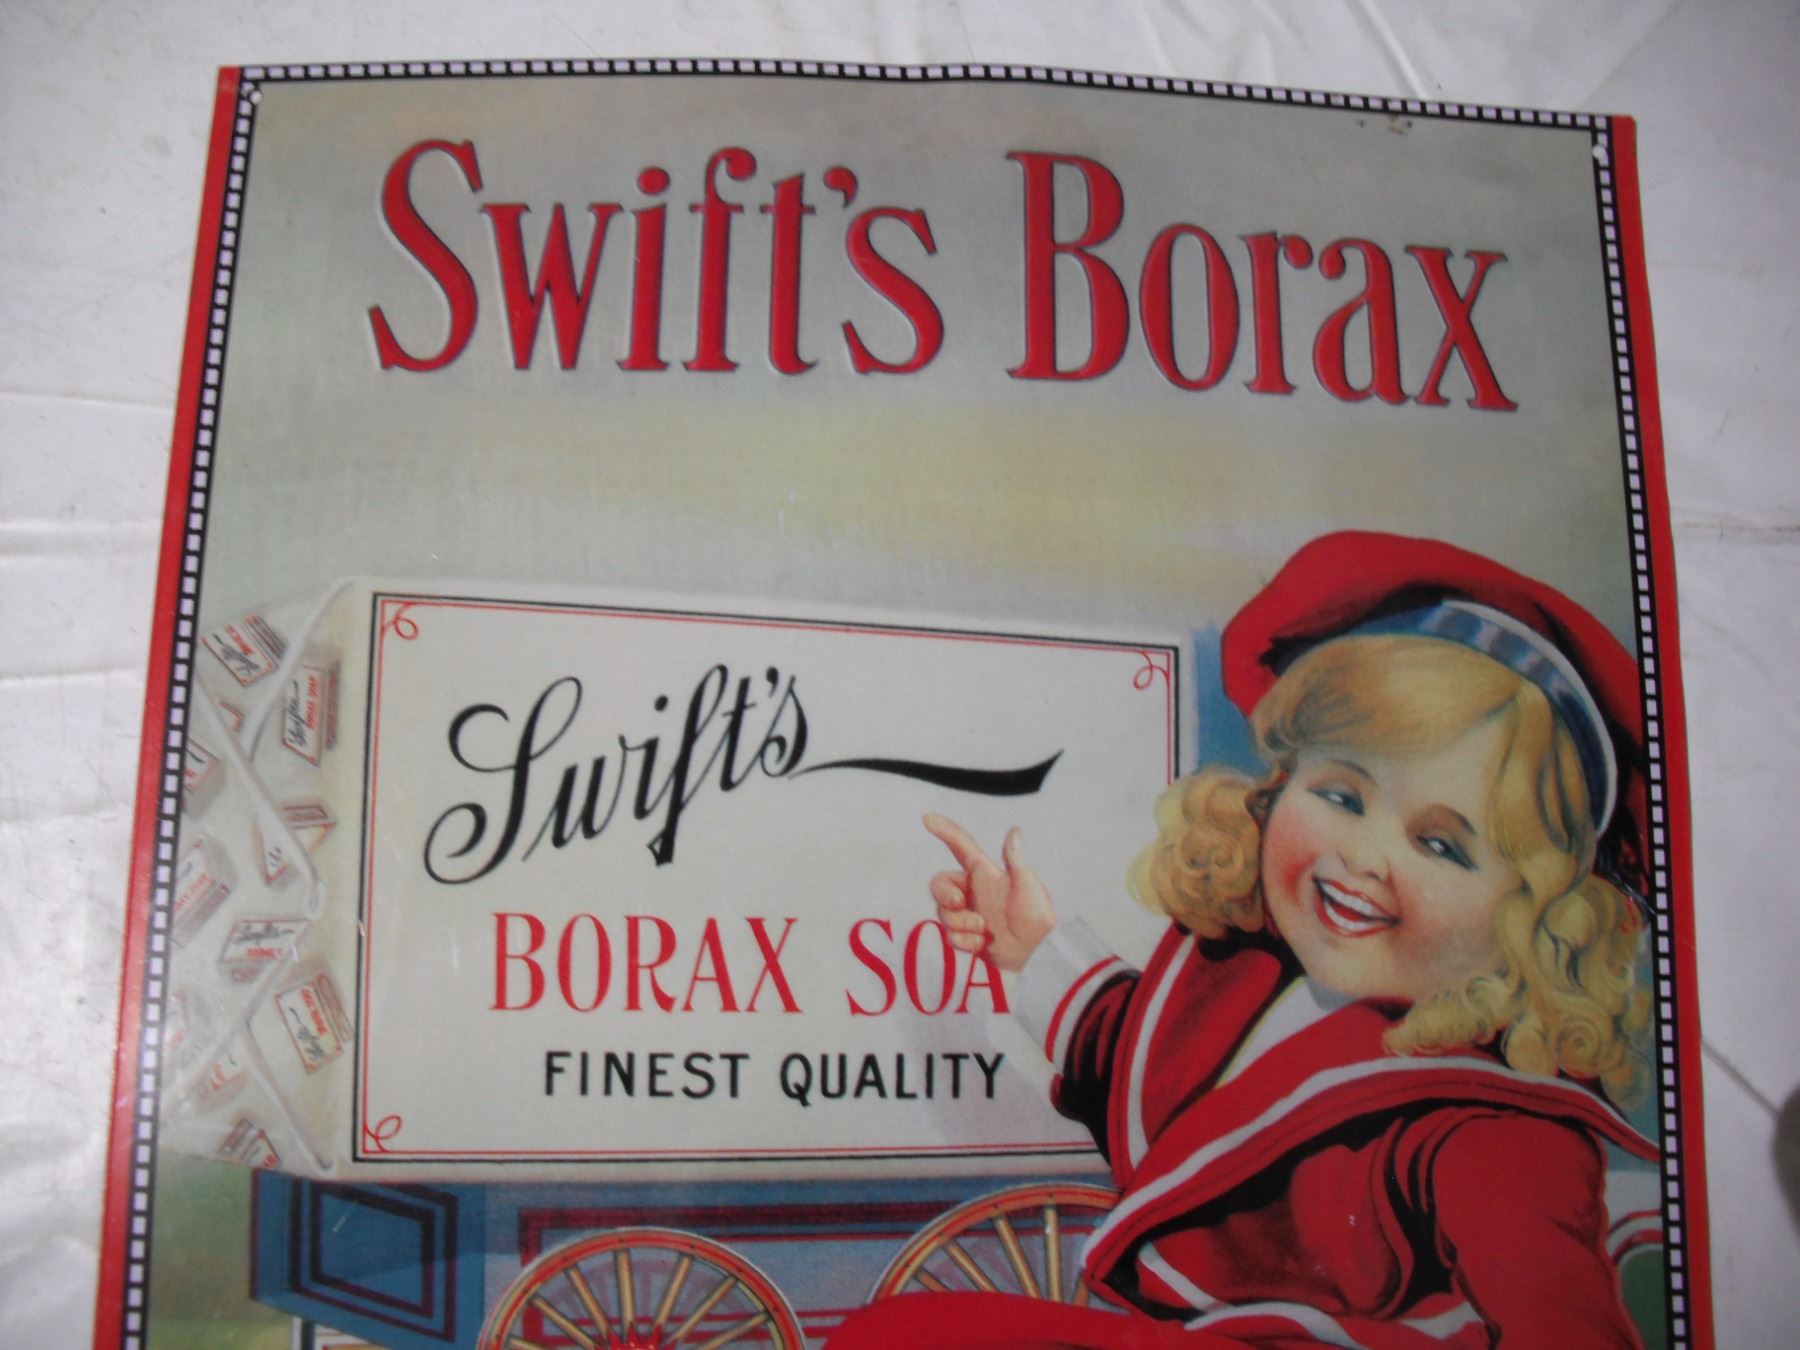 Swift's Borax
Swift's
BORAX SOA
FINEST QUALITY